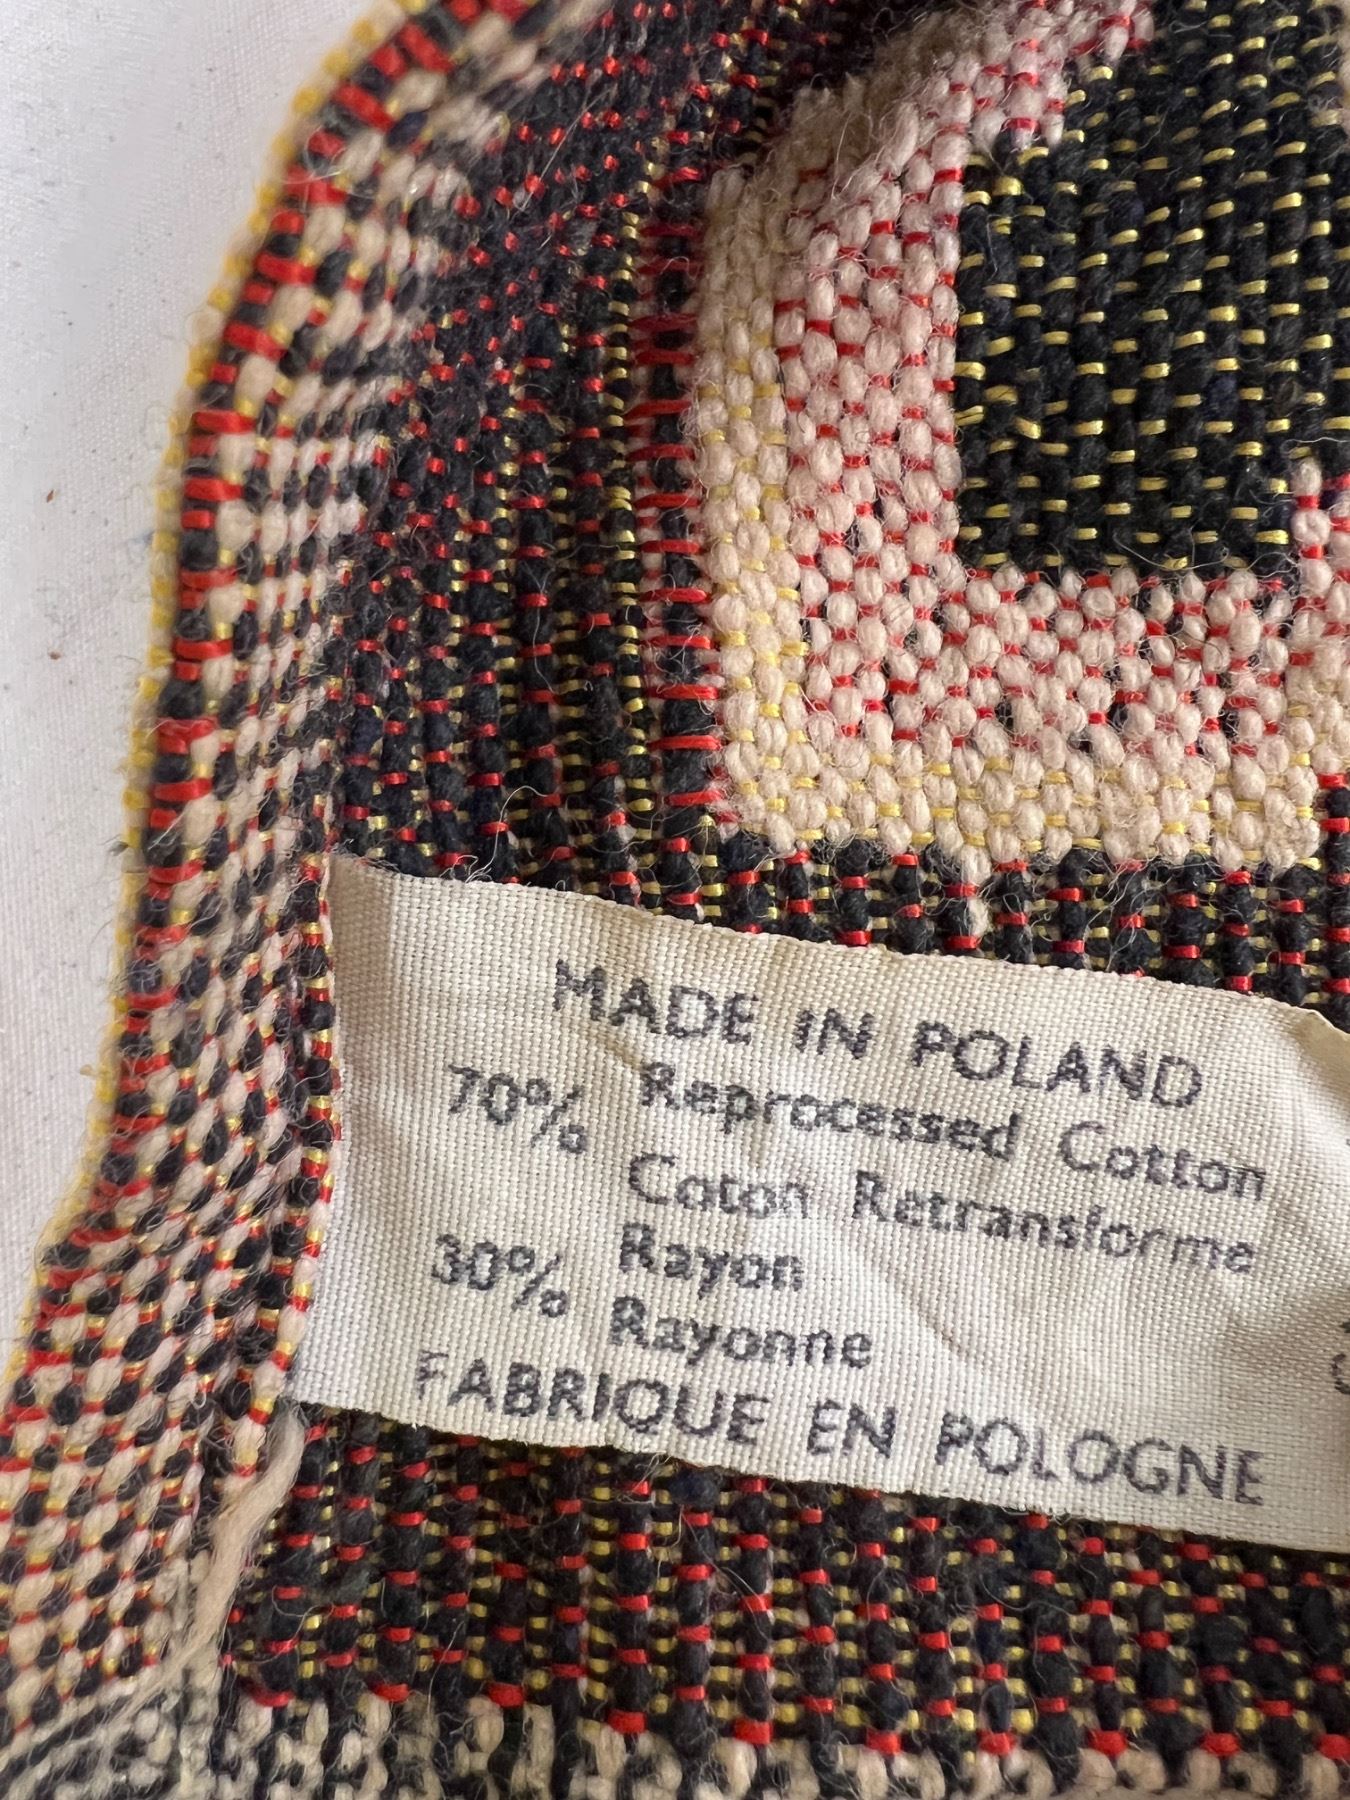 MADE IN POLAND
70% Reprocessed Cotton
Coton Retransforme
30% Rayon
Rayonne
FABRIQUE EN POLOGNE